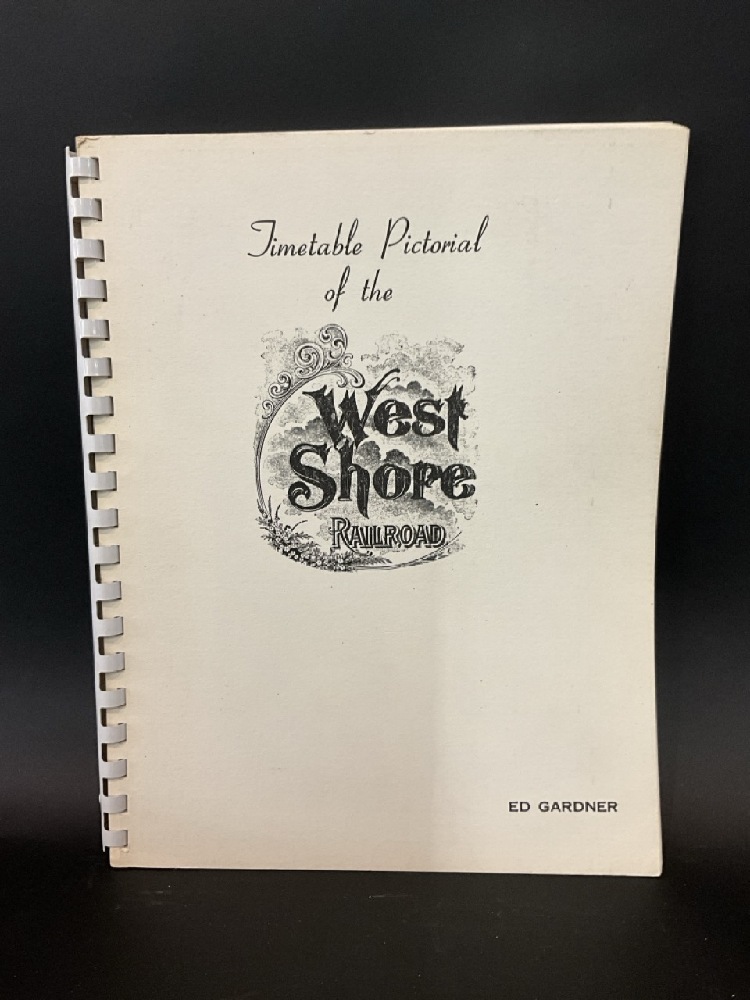 Timetable Pictorial
of the
West
Shore
RAILROAD
ED GARDNER